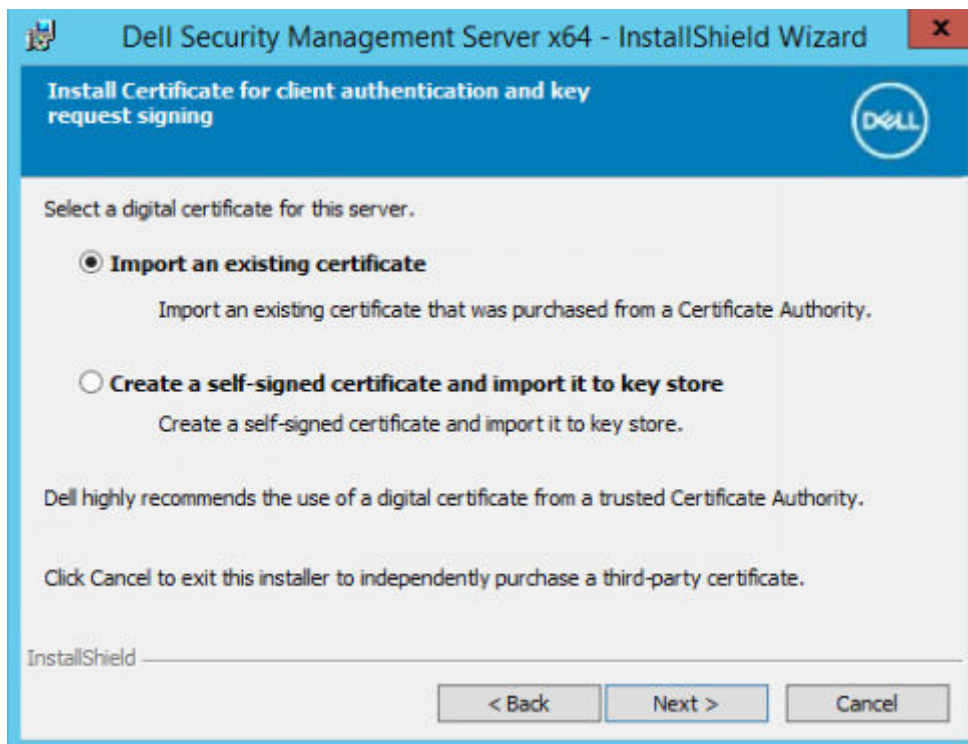 Dell Security Management Server x64 - InstallShield Wizard
x
Install Certificate for client authentication and key
request signing
DELL
Select a digital certificate for this server.
Import an existing certificate
Import an existing certificate that was purchased from a Certificate Authority.
Create a self-signed certificate and import it to key store
Create a self-signed certificate and import it to key store.
Dell highly recommends the use of a digital certificate from a trusted Certificate Authority.
Click Cancel to exit this installer to independently purchase a third-party certificate.
InstallShield
< Back Next > Cancel